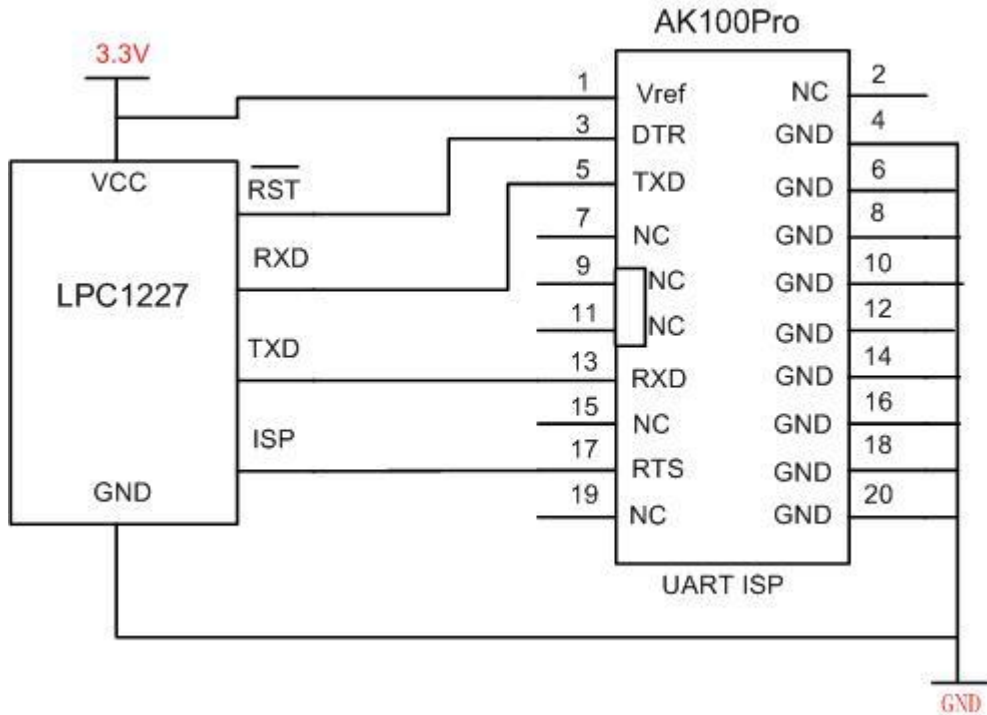 AK100Pro
3.3V
1 Vref NC 2
3 DTR GND 4
5 TXD GND 6
7 NC GND 8
9 NC GND 10
11 NC GND 12
13 RXD GND 14
15 NC GND 16
17 RTS GND 18
19 NC GND 20
UART ISP
VCC
RST
RXD
LPC1227
TXD
ISP
GND
GND